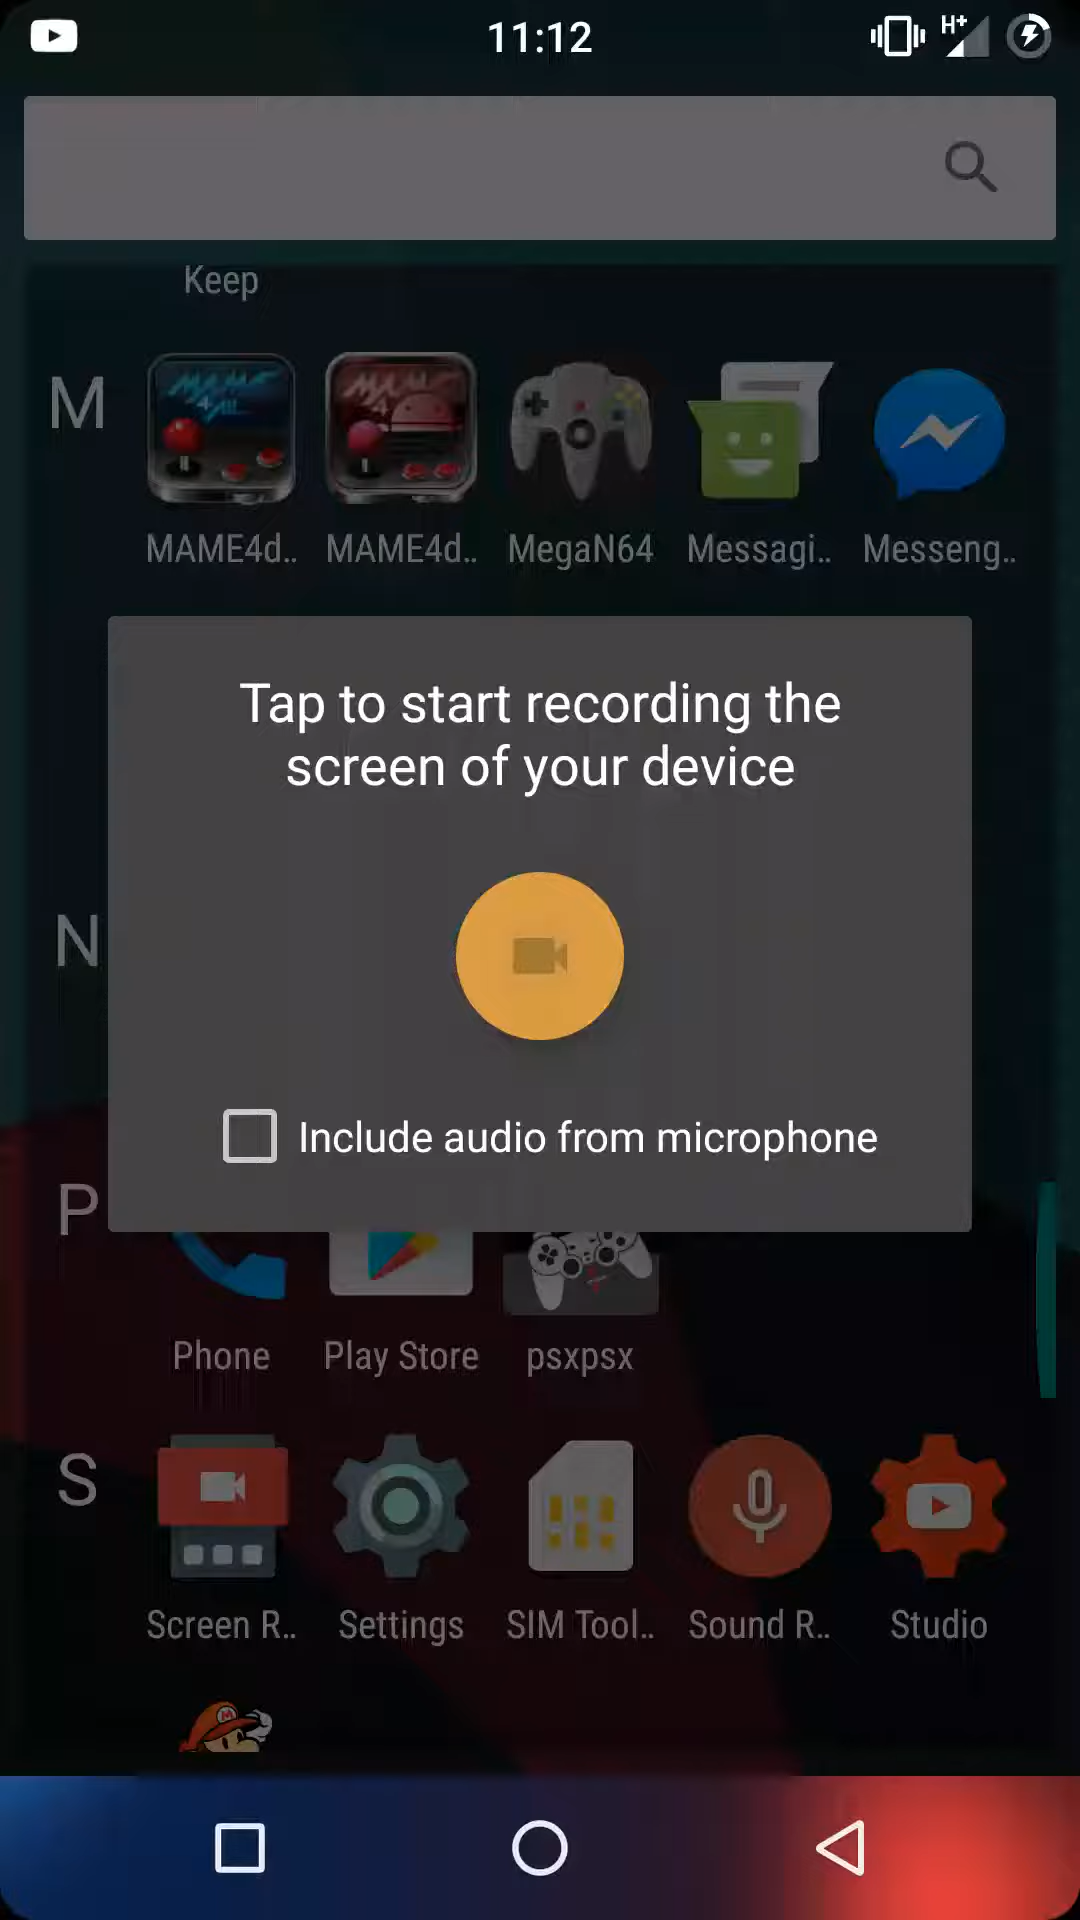 11:12
H+
Keep
M
MAME4d..
MAME4d..
MegaN64
Messagi..
Messeng..
Tap to start recording the
screen of your device
N
Include audio from microphone
P
Phone
Play Store
psxpsx
S
Screen R..
Settings
SIM Tool..
Sound R..
Studio